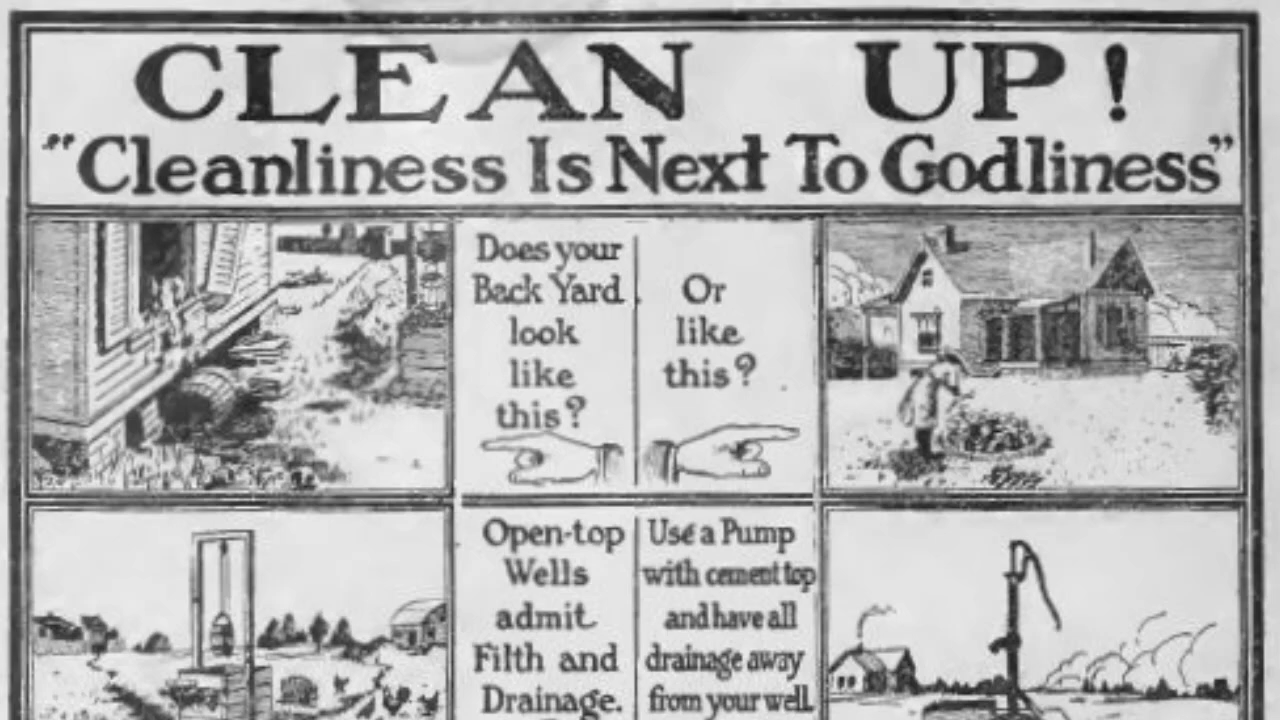 CLEAN UP!
"Cleanliness Is Next To Godliness"
Does your
Back Yard
look
like
this?
Or
like
this?
Open-top
Wells
admit
Filth and
Drainage.
Use a Pump
with cement top
and have all
drainage away
from your well.